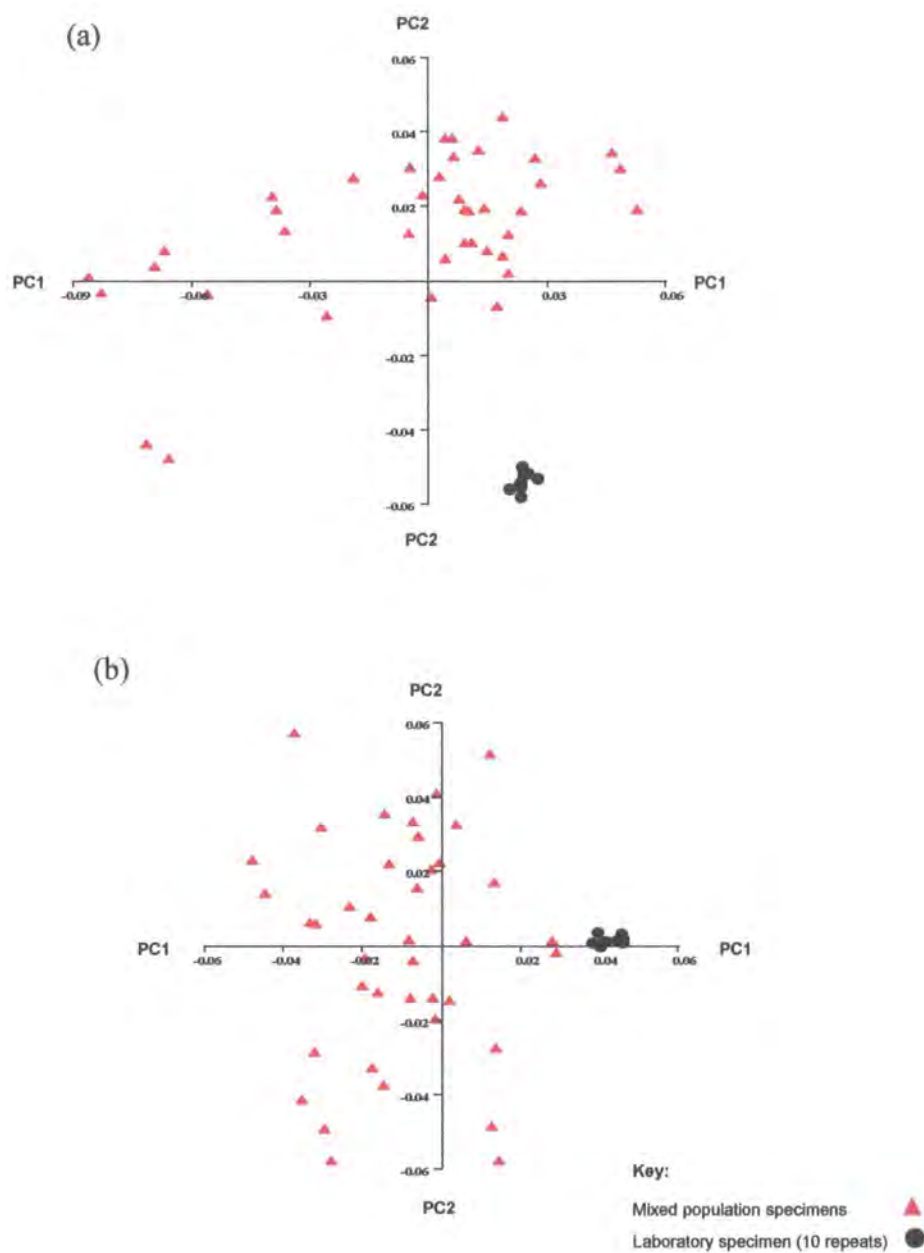 (a)
PC2
0.06
0.04
0.02
PC1 PC1
-0.09 -0.06 -0.03 0.03 0.06
-0.02
-0.04
-0.06
PC2
(b)
PC2
0.06
0.04
0.02
PC1 PC1
-0.06 -0.04 -0.02 0.02 0.04 0.06
-0.02
-0.04
-0.06
PC2
Key:
Mixed population specimens
Laboratory specimen (10 repeats)